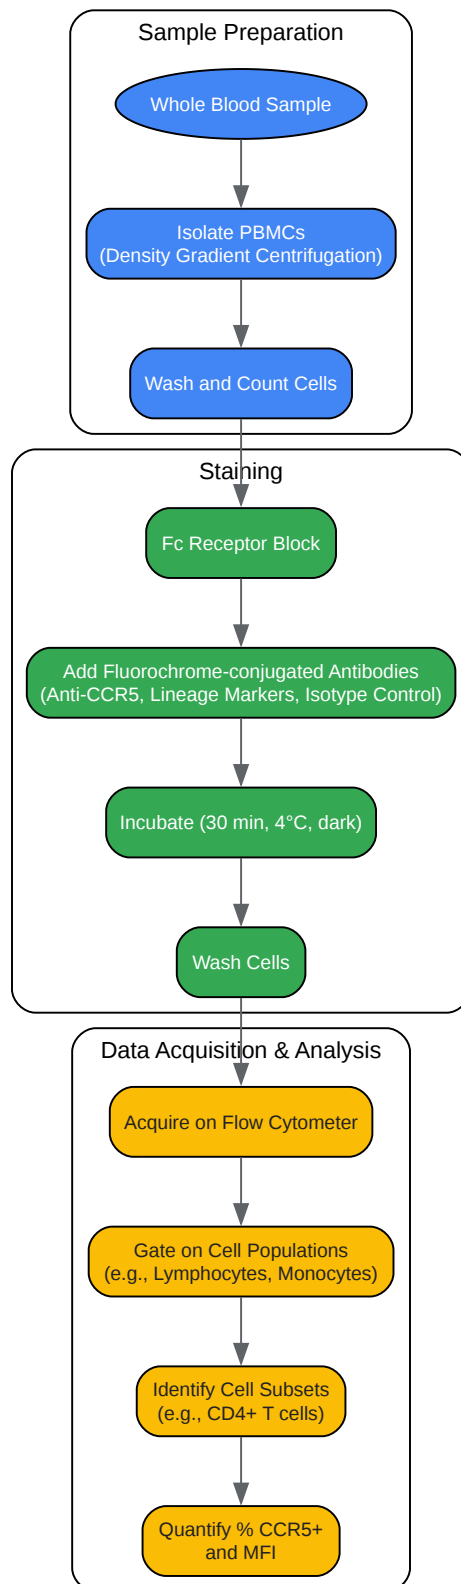 Sample Preparation
Whole Blood Sample
Isolate PBMCs
(Density Gradient Centrifugation)
Wash and Count Cells
Staining
Fc Receptor Block
Add Fluorochrome-conjugated Antibodies
(Anti-CCR5, Lineage Markers, Isotype Control)
Incubate (30 min, 4°C, dark)
Wash Cells
Data Acquisition & Analysis
Acquire on Flow Cytometer
Gate on Cell Populations
(e.g., Lymphocytes, Monocytes)
Identify Cell Subsets
(e.g., CD4+ T cells)
Quantify % CCR5+
and MFI